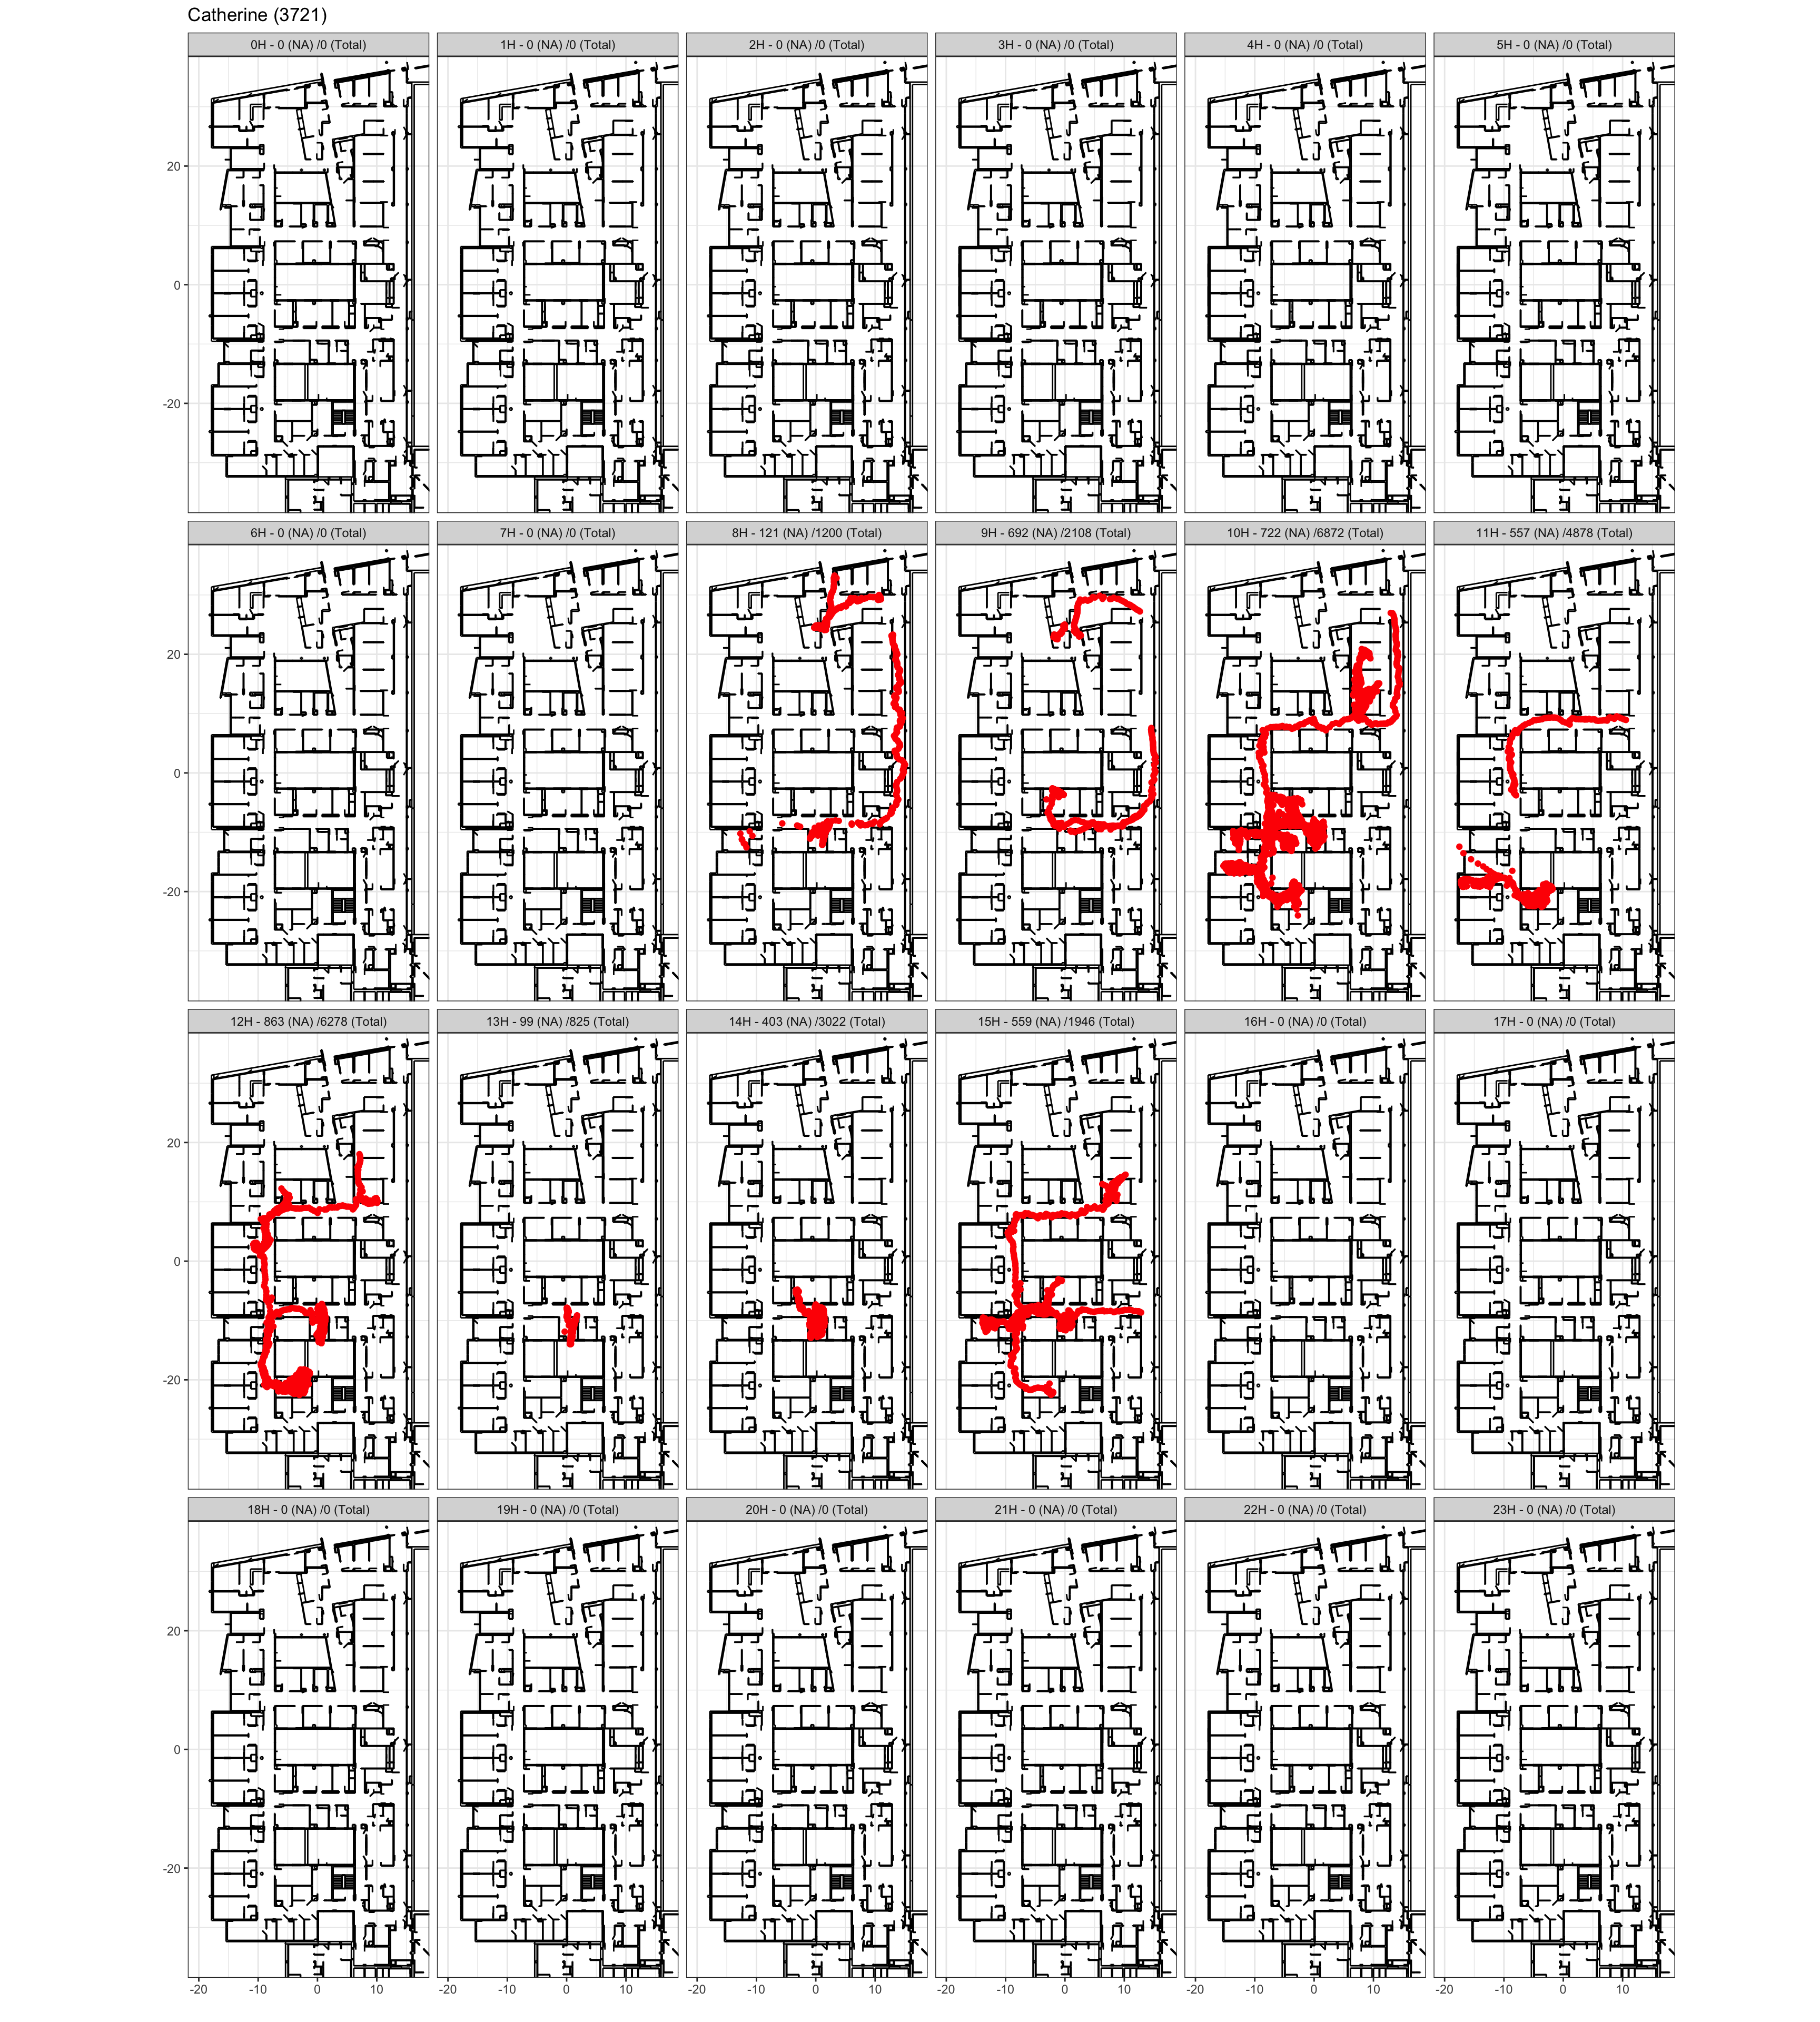 Catherine (3721)
0H - 0 (NA) /0 (Total) 1H - 0 (NA) /0 (Total) 2H - 0 (NA) /0 (Total) 3H - 0 (NA) /0 (Total) 4H - 0 (NA) /0 (Total) 5H - 0 (NA) /0 (Total)
20
0
-20
6H - 0 (NA) /0 (Total) 7H - 0 (NA) /0 (Total) 8H - 121 (NA) /1200 (Total) 9H - 692 (NA) /2108 (Total) 10H - 722 (NA) /6872 (Total) 11H - 557 (NA) /4878 (Total)
20
0
-20
12H - 863 (NA) /6278 (Total) 13H - 99 (NA) /825 (Total) 14H - 403 (NA) /3022 (Total) 15H - 559 (NA) /1946 (Total) 16H - 0 (NA) /0 (Total) 17H - 0 (NA) /0 (Total)
20
0
-20
18H - 0 (NA) /0 (Total) 19H - 0 (NA) /0 (Total) 20H - 0 (NA) /0 (Total) 21H - 0 (NA) /0 (Total) 22H - 0 (NA) /0 (Total) 23H - 0 (NA) /0 (Total)
20
0
-20
-20 -10 0 10 -20 -10 0 10 -20 -10 0 10 -20 -10 0 10 -20 -10 0 10 -20 -10 0 10